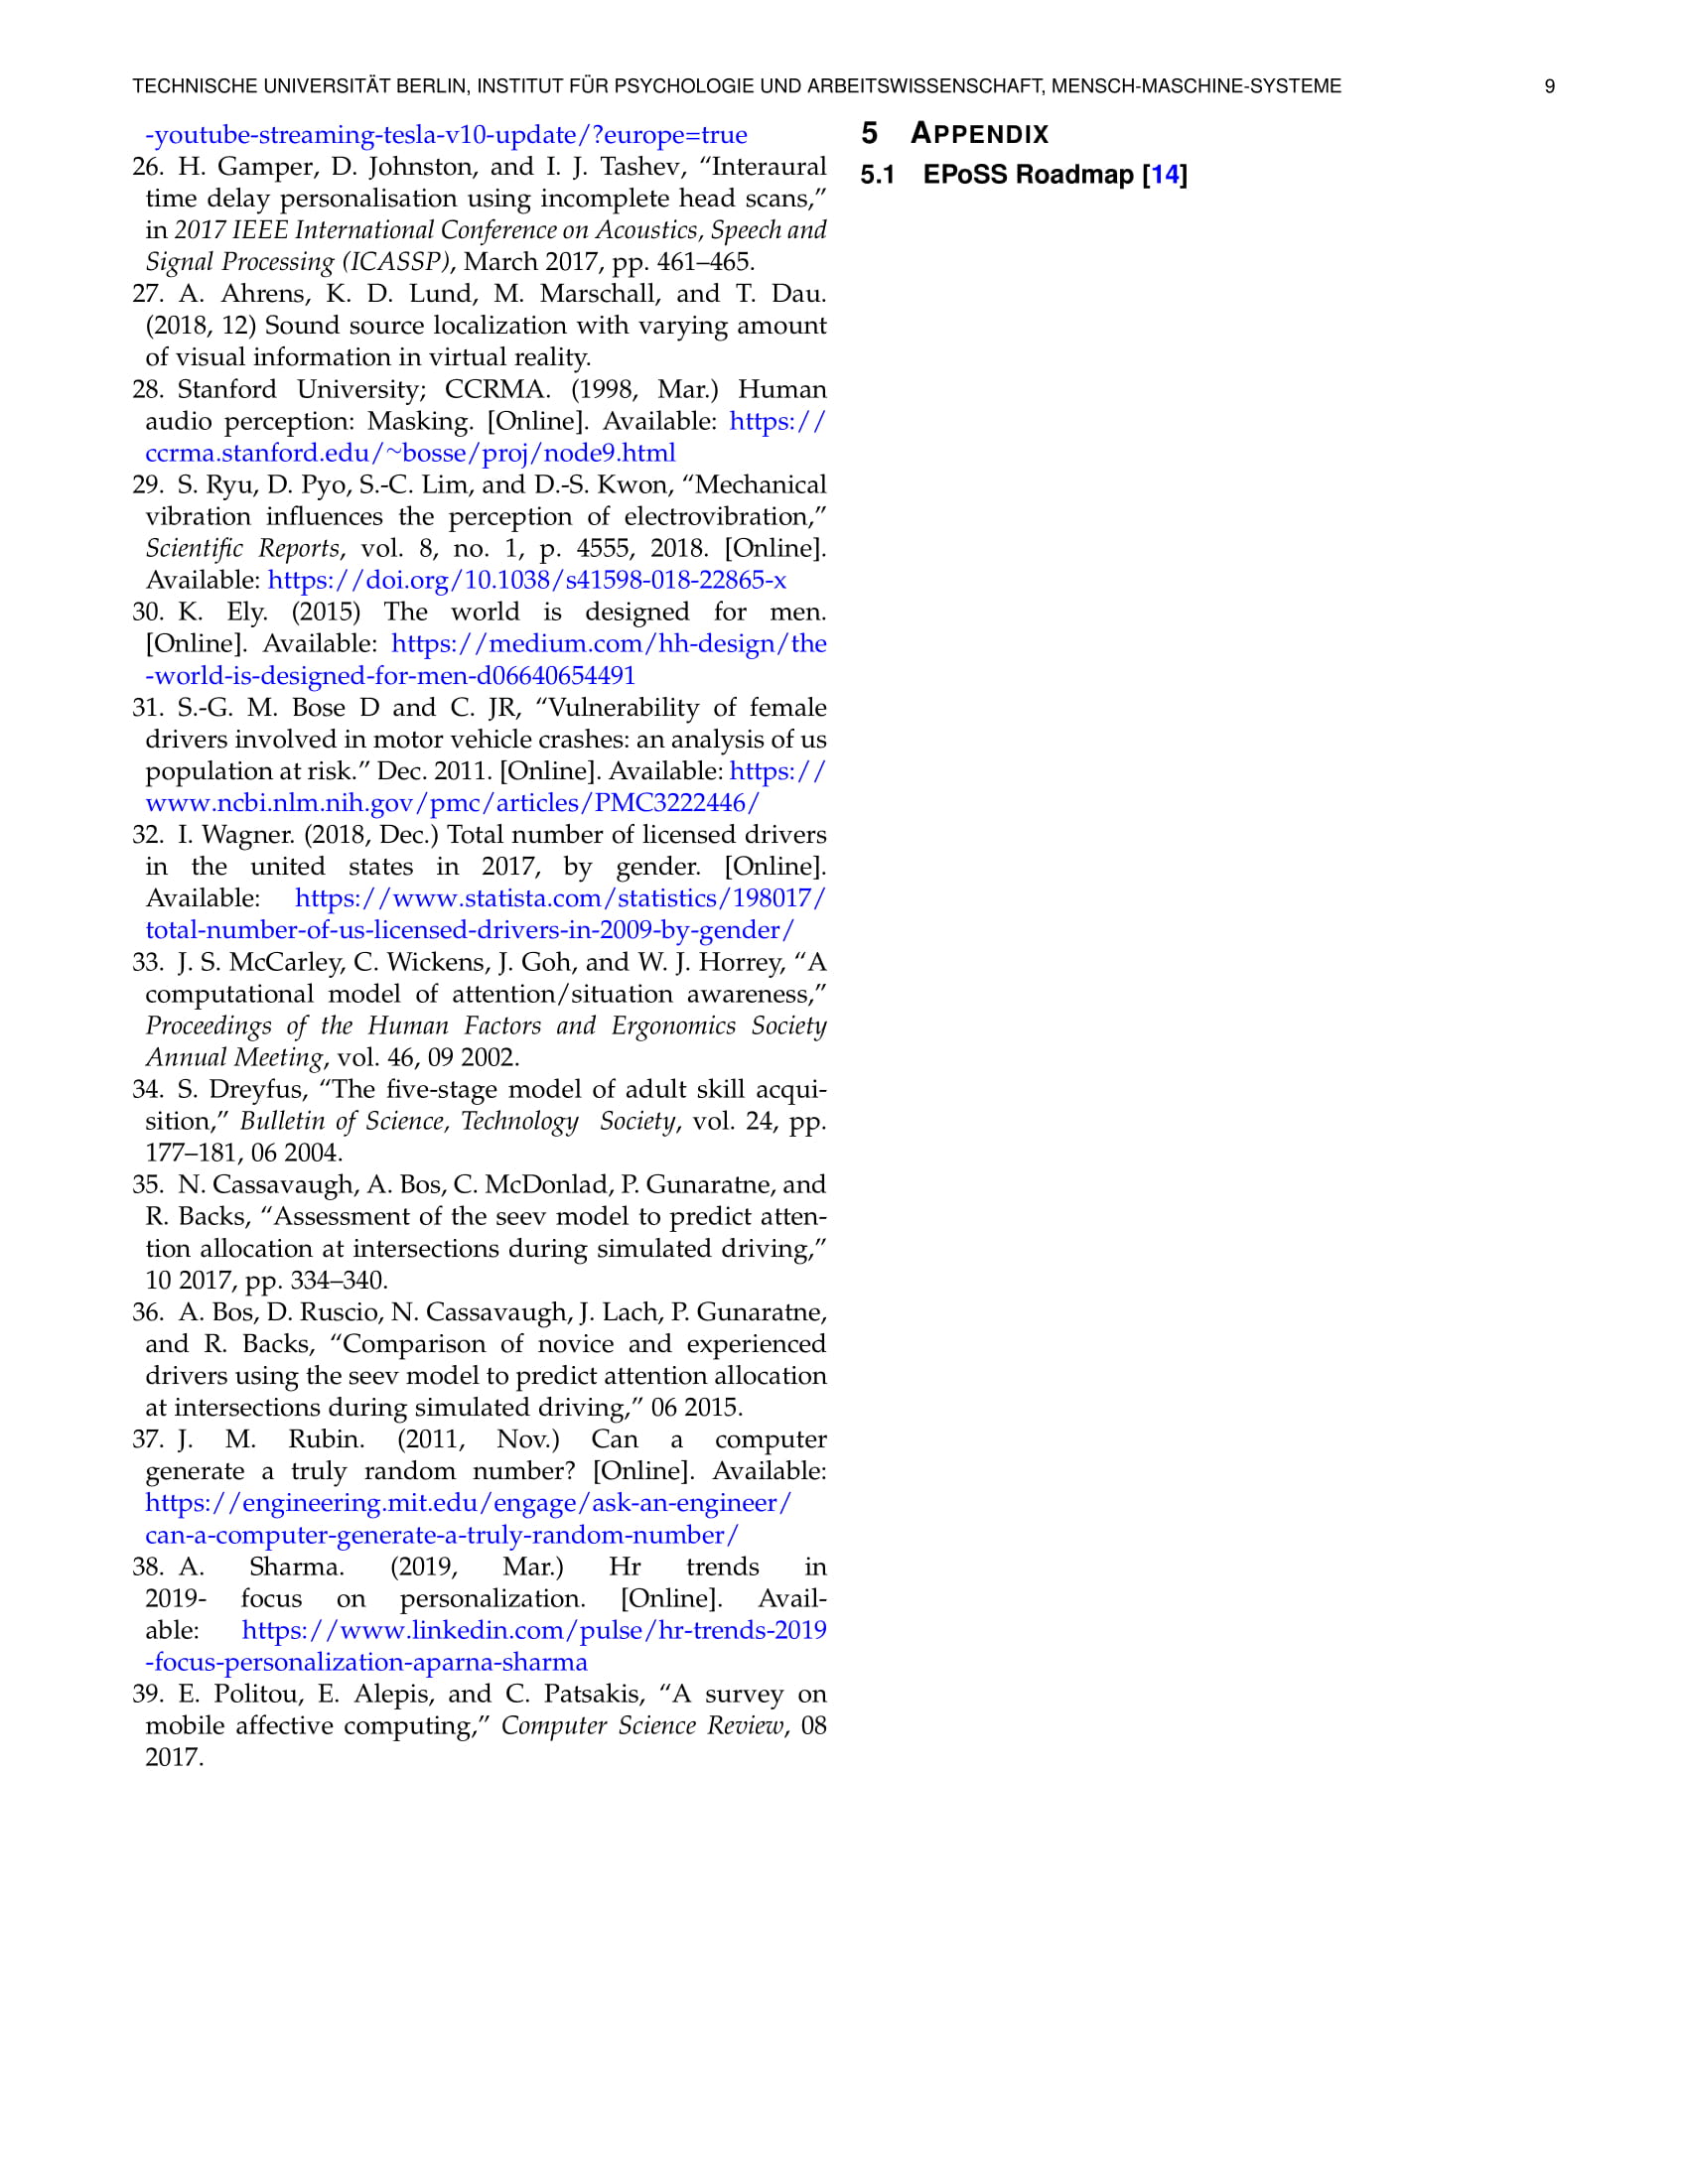 TECHNISCHE UNIVERSITÄT BERLIN, INSTITUT FÜR PSYCHOLOGIE UND ARBEITSWISSENSCHAFT, MENSCH-MASCHINE-SYSTEME 9
-youtube-streaming-tesla-v10-update/?europe=true
26. H. Gamper, D. Johnston, and I. J. Tashev, “Interaural
time delay personalisation using incomplete head scans,”
in 2017 IEEE International Conference on Acoustics, Speech and
Signal Processing (ICASSP), March 2017, pp. 461–465.
27. A. Ahrens, K. D. Lund, M. Marschall, and T. Dau.
(2018, 12) Sound source localization with varying amount
of visual information in virtual reality.
28. Stanford University; CCRMA. (1998, Mar.) Human
audio perception: Masking. [Online]. Available: https://
ccrma.stanford.edu/~bosse/proj/node9.html
29. S. Ryu, D. Pyo, S.-C. Lim, and D.-S. Kwon, “Mechanical
vibration influences the perception of electrovibration,”
Scientific Reports, vol. 8, no. 1, p. 4555, 2018. [Online].
Available: https://doi.org/10.1038/s41598-018-22865-x
30. K. Ely. (2015) The world is designed for men.
[Online]. Available: https://medium.com/hh-design/the
-world-is-designed-for-men-d06640654491
31. S.-G. M. Bose D and C. JR, “Vulnerability of female
drivers involved in motor vehicle crashes: an analysis of us
population at risk.” Dec. 2011. [Online]. Available: https://
www.ncbi.nlm.nih.gov/pmc/articles/PMC3222446/
32. I. Wagner. (2018, Dec.) Total number of licensed drivers
in the united states in 2017, by gender. [Online].
Available: https://www.statista.com/statistics/198017/
total-number-of-us-licensed-drivers-in-2009-by-gender/
33. J. S. McCarley, C. Wickens, J. Goh, and W. J. Horrey, “A
computational model of attention/situation awareness,”
Proceedings of the Human Factors and Ergonomics Society
Annual Meeting, vol. 46, 09 2002.
34. S. Dreyfus, “The five-stage model of adult skill acqui-
sition,” Bulletin of Science, Technology Society, vol. 24, pp.
177–181, 06 2004.
35. N. Cassavaugh, A. Bos, C. McDonlad, P. Gunaratne, and
R. Backs, “Assessment of the seev model to predict atten-
tion allocation at intersections during simulated driving,”
10 2017, pp. 334–340.
36. A. Bos, D. Ruscio, N. Cassavaugh, J. Lach, P. Gunaratne,
and R. Backs, “Comparison of novice and experienced
drivers using the seev model to predict attention allocation
at intersections during simulated driving,” 06 2015.
37. J. M. Rubin. (2011, Nov.) Can a computer
generate a truly random number? [Online]. Available:
https://engineering.mit.edu/engage/ask-an-engineer/
can-a-computer-generate-a-truly-random-number/
38. A. Sharma. (2019, Mar.) Hr trends in
2019- focus on personalization. [Online]. Avail-
able: https://www.linkedin.com/pulse/hr-trends-2019
-focus-personalization-aparna-sharma
39. E. Politou, E. Alepis, and C. Patsakis, “A survey on
mobile affective computing,” Computer Science Review, 08
2017.
5 APPENDIX
5.1 EPoSS Roadmap [14]